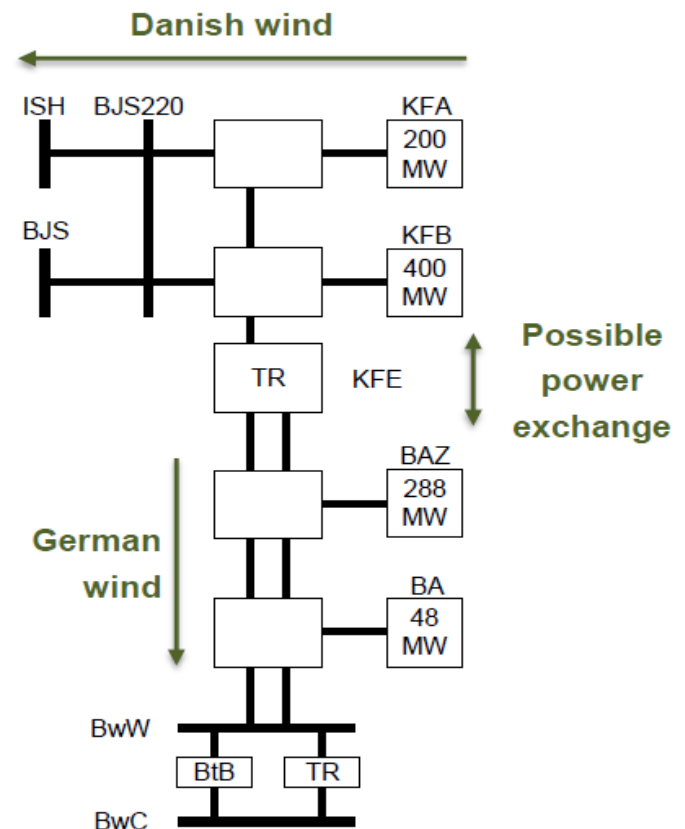 Danish wind
ISH BJS220 KFA
200
MW
BJS KFB
400
MW
Possible
power
exchange
TR KFE
BAZ
288
MW
German
wind
BA
48
MW
BwW
BtB TR
BwC